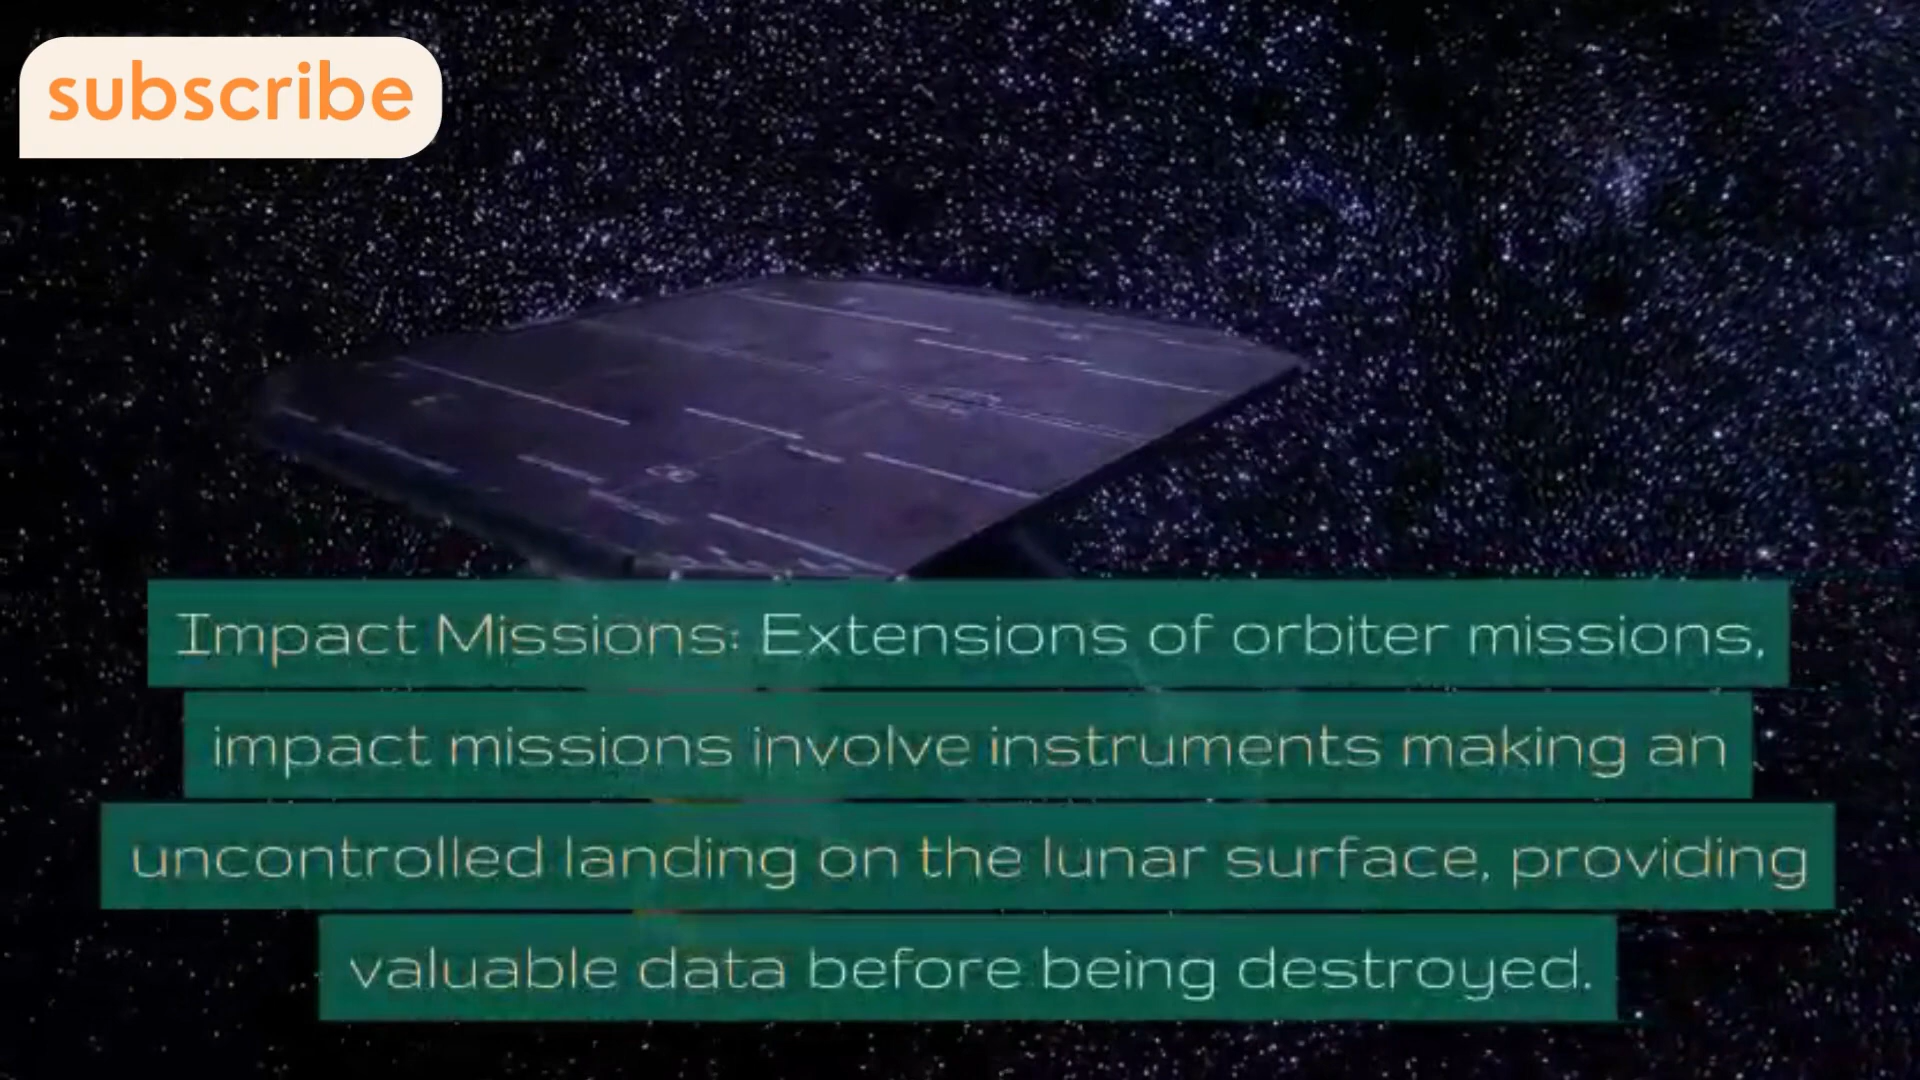 subscribe
Impact Missions: Extensions of orbiter missions,
impact missions involve instruments making an
uncontrolled landing on the lunar surface, providing
valuable data before being destroyed.